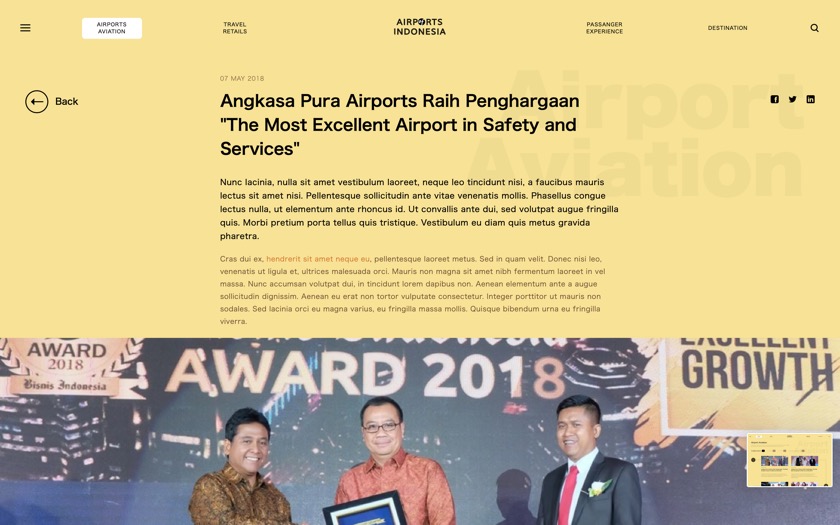 AIRPORTS
AVIATION
TRAVEL
RETAILS
AIRPORTS
INDONESIA
PASSANGER
EXPERIENCE
DESTINATION
Airport
Aviation
Back
07 MAY 2018
Angkasa Pura Airports Raih Penghargaan
"The Most Excellent Airport in Safety and
Services"
Nunc lacinia, nulla sit amet vestibulum laoreet, neque leo tincidunt nisi, a faucibus mauris
lectus sit amet nisi. Pellentesque sollicitudin ante vitae venenatis mollis. Phasellus congue
lectus nulla, ut elementum ante rhoncus id. Ut convallis ante dui, sed volutpat augue fringilla
quis. Morbi pretium porta tellus quis tristique. Vestibulum eu diam quis metus gravida
pharetra.
Cras dui ex, hendrerit sit amet neque eu, pellentesque laoreet metus. Sed in quam velit. Donec nisi leo,
venenatis ut ligula et, ultrices malesuada orci. Mauris non magna sit amet nibh fermentum laoreet in vel
massa. Nunc accumsan volutpat dui, in tincidunt lorem dapibus non. Aenean elementum ante a augue
sollicitudin dignissim. Aenean eu erat non tortor vulputate consectetur. Integer porttitor ut mauris non
sodales. Sed lacinia orci eu magna varius, eu fringilla massa mollis. Quisque bibendum urna eu fringilla
viverra.
AWARD
2018
Bisnis Indonesia
AWARD 2018
EXCELLENT
GROWTH